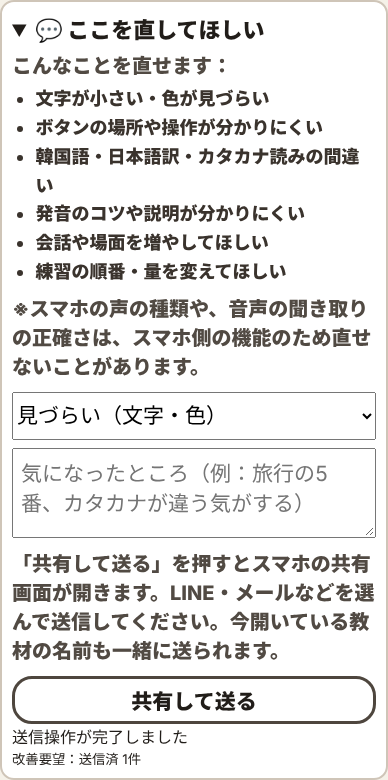 ▼ 💬 ここを直してほしい
こんなことを直せます：
• 文字が小さい・色が見づらい
• ボタンの場所や操作が分かりにくい
• 韓国語・日本語訳・カタカナ読みの間違
い
• 発音のコツや説明が分かりにくい
• 会話や場面を増やしてほしい
• 練習の順番・量を変えてほしい
※スマホの声の種類や、音声の聞き取り
の正確さは、スマホ側の機能のため直せ
ないことがあります。
見づらい（文字・色）
気になったところ（例：旅行の5
番、カタカナが違う気がする）
「共有して送る」を押すとスマホの共有
画面が開きます。LINE・メールなどを選
んで送信してください。今開いている教
材の名前も一緒に送られます。
共有して送る
送信操作が完了しました
改善要望：送信済 1件